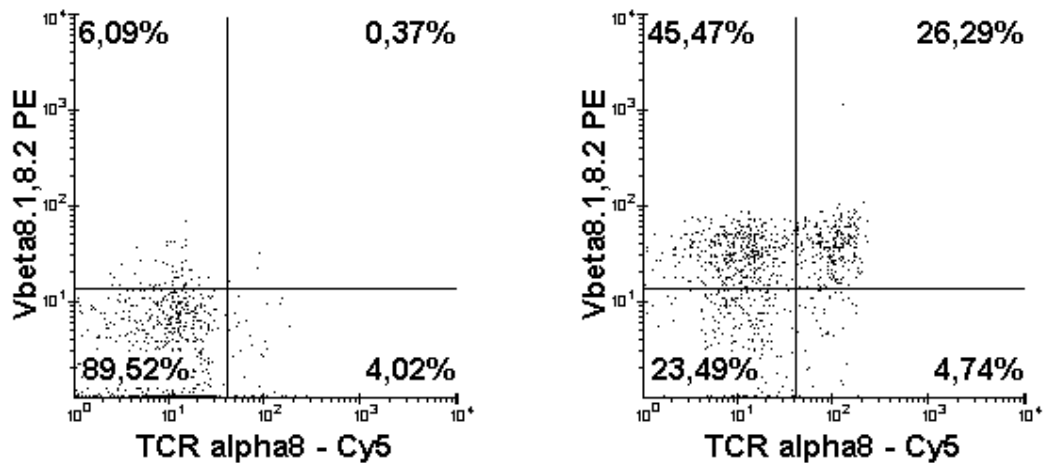 6,09% 0,37%
89,52% 4,02%
10⁴
10³
10²
10¹
10⁰ 10¹ 10² 10³ 10⁴
Vbeta8.1,8.2 PE
TCR alpha8 - Cy5
45,47% 26,29%
23,49% 4,74%
10⁴
10³
10²
10¹
10⁰ 10¹ 10² 10³ 10⁴
Vbeta8.1,8.2 PE
TCR alpha8 - Cy5